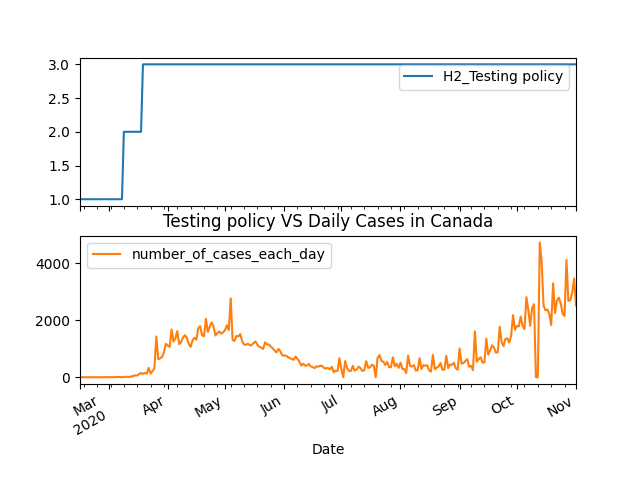 3.0
H2_Testing policy
2.5
2.0
1.5
1.0
Testing policy VS Daily Cases in Canada
number_of_cases_each_day
4000
2000
0
Mar
2020
Apr
May
Jun
Jul
Aug
Sep
Oct
Nov
Date